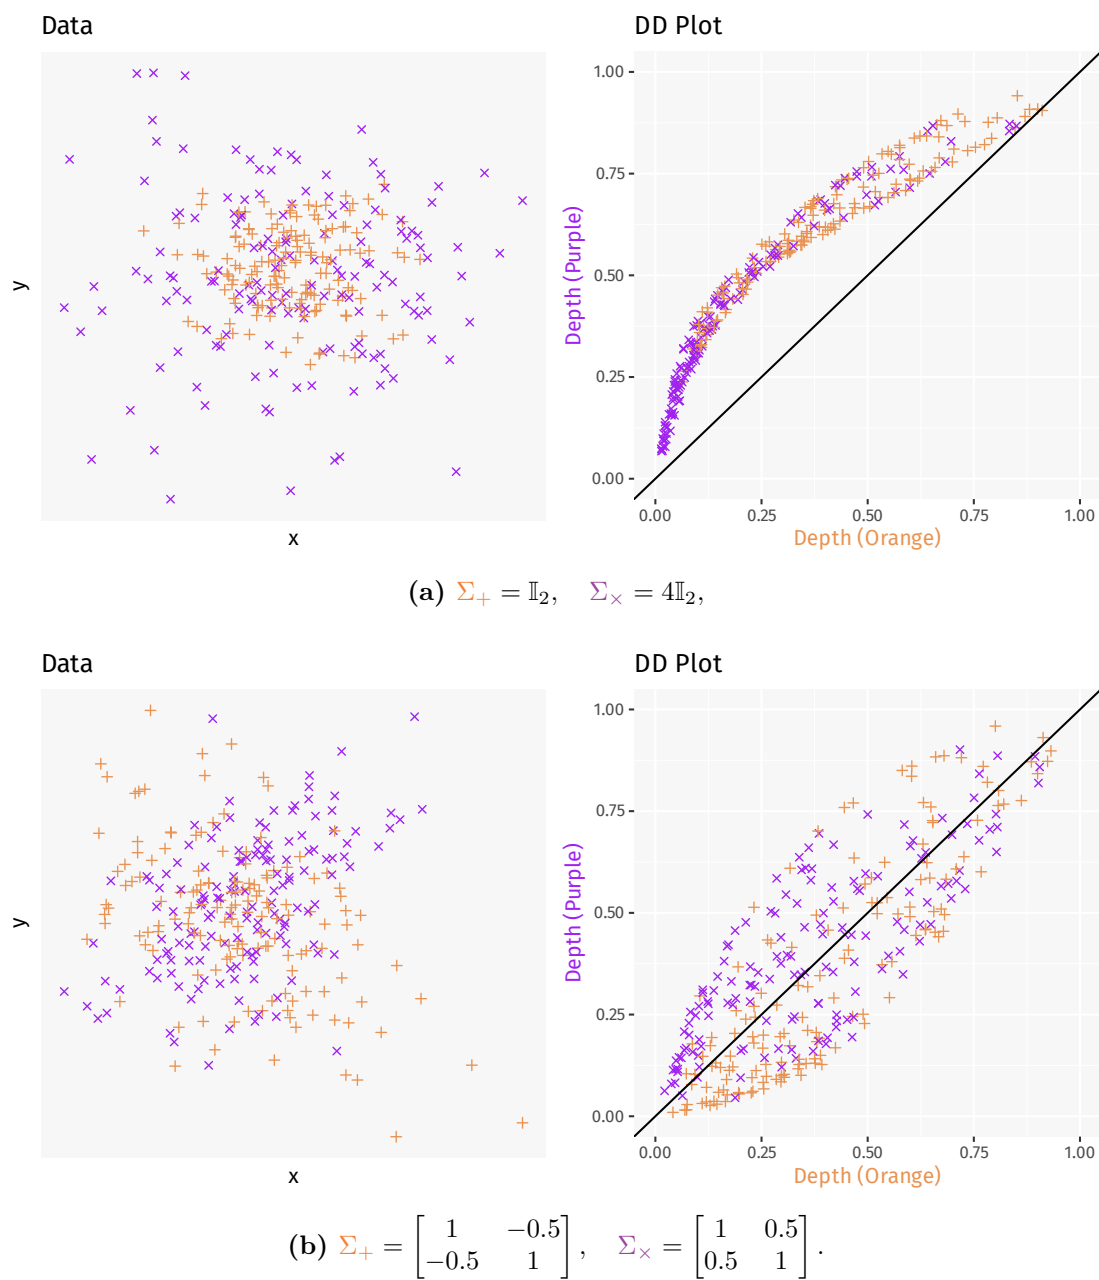 Data
DD Plot
y
x
Depth (Purple)
1.00
0.75
0.50
0.25
0.00
0.00 0.25 0.50 0.75 1.00
Depth (Orange)
(a) Σ₊ = 𝕀₂, Σ× = 4𝕀₂,
Data
DD Plot
y
x
Depth (Purple)
1.00
0.75
0.50
0.25
0.00
0.00 0.25 0.50 0.75 1.00
Depth (Orange)
(b) Σ₊ = [1 −0.5; −0.5 1], Σ× = [1 0.5; 0.5 1].